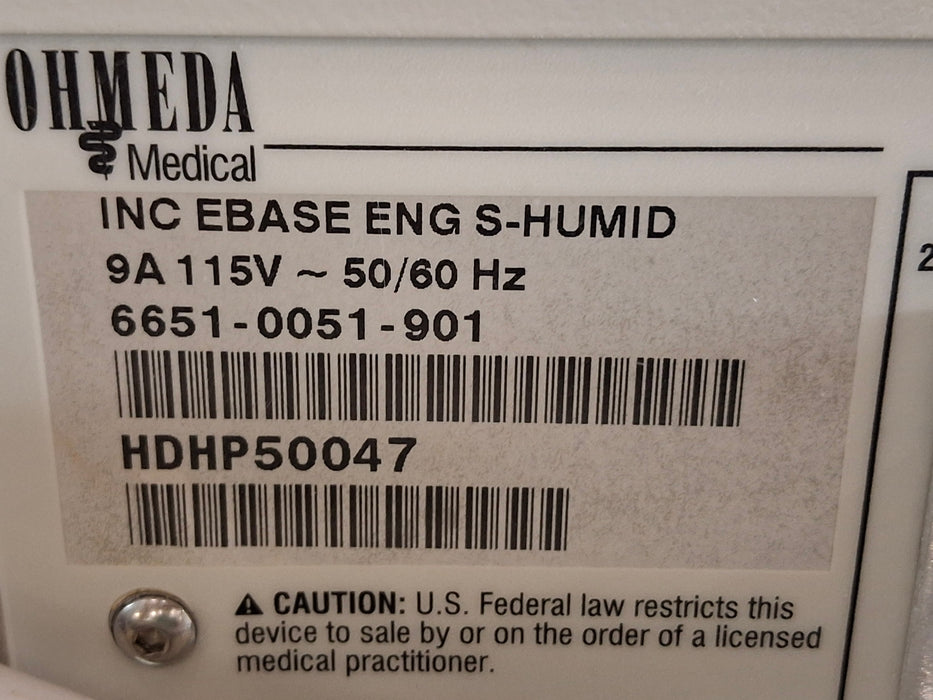 OHMEDA
Medical
INC EBASE ENG S-HUMID
9A 115V ~ 50/60 Hz
6651-0051-901
HDHP50047
⚠ CAUTION: U.S. Federal law restricts this
device to sale by or on the order of a licensed
medical practitioner.
2